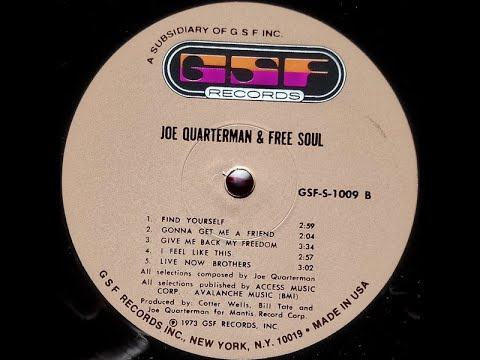 A SUBSIDIARY OF G S F INC.
GSF
RECORDS
JOE QUARTERMAN & FREE SOUL
GSF-S-1009 B
1. FIND YOURSELF 2:59
2. GONNA GET ME A FRIEND 2:04
3. GIVE ME BACK MY FREEDOM 3:34
4. I FEEL LIKE THIS 2:57
5. LIVE NOW BROTHERS 3:02
All selections composed by Joe Quarterman
All selections published by ACCESS MUSIC
CORP. AVALANCHE MUSIC (BMI)
Produced by: Cotter Wells, Bill Tate and
Joe Quarterman for Mantis Record Corp.
℗ 1973 GSF RECORDS, INC.
G S F RECORDS INC., NEW YORK, N.Y. 10019 • MADE IN USA